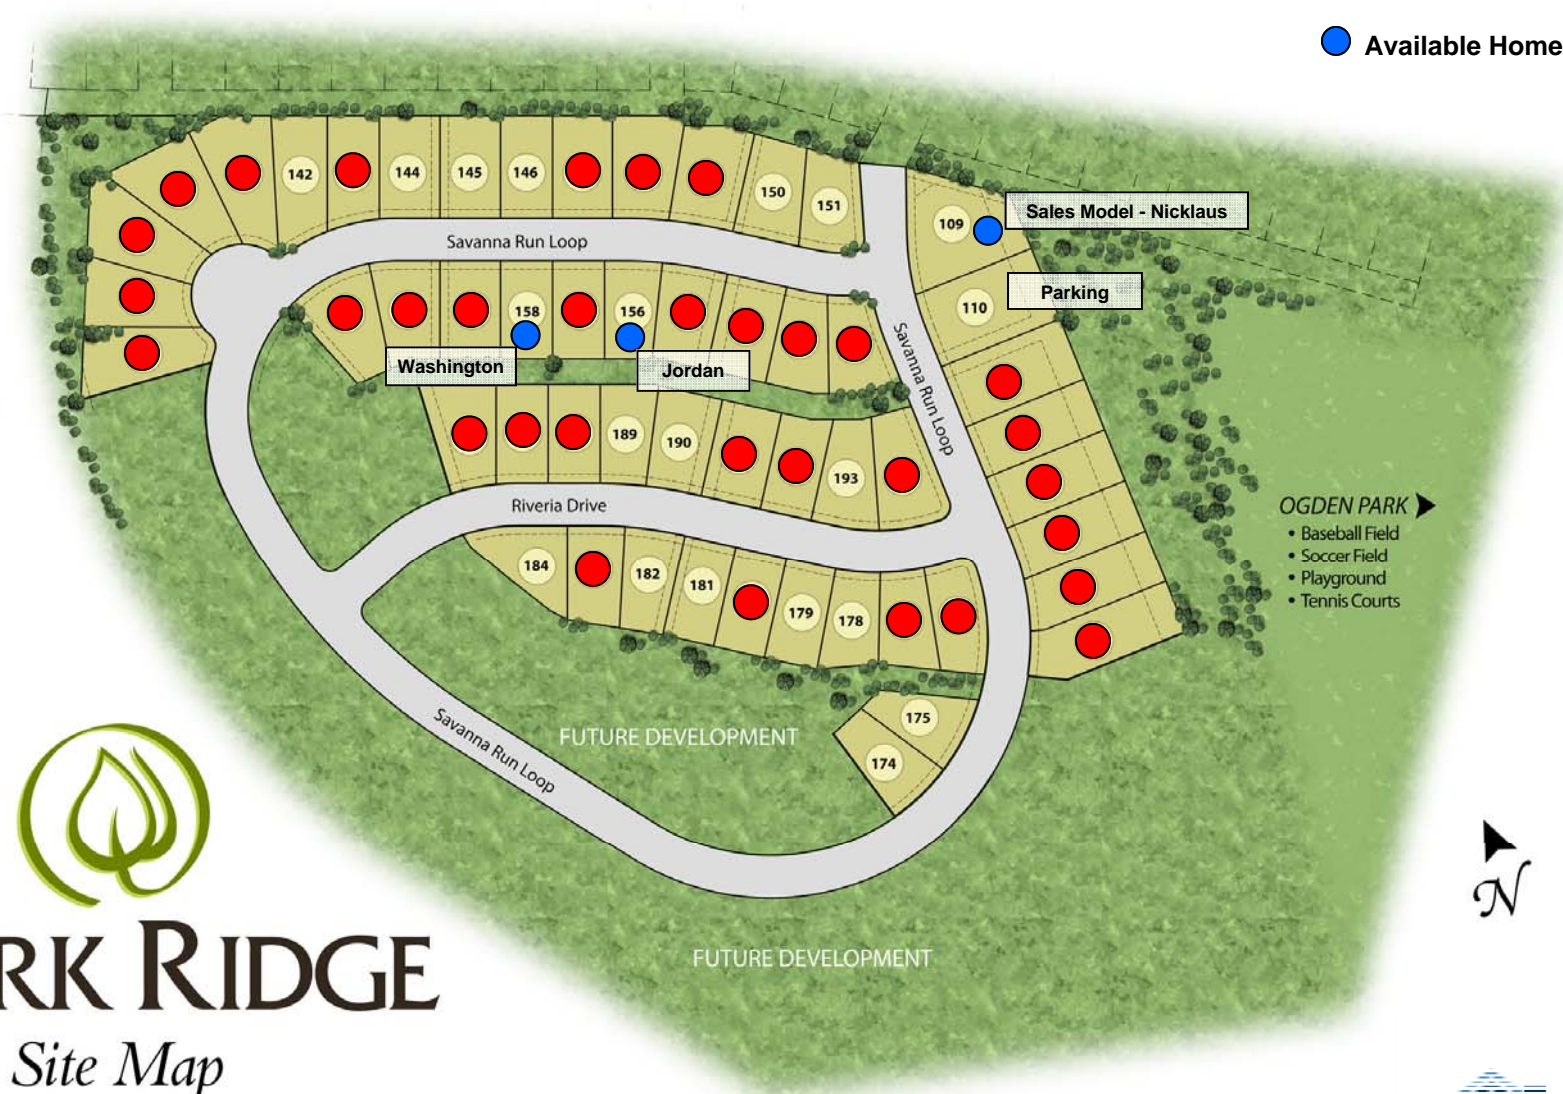 Available Home
142
144
145
146
150
151
109
Sales Model - Nicklaus
Savanna Run Loop
110
Parking
158
156
Washington
Jordan
Savanna Run Loop
189
190
193
Riveria Drive
OGDEN PARK
• Baseball Field
• Soccer Field
• Playground
• Tennis Courts
184
182
181
179
178
175
174
Savanna Run Loop
FUTURE DEVELOPMENT
FUTURE DEVELOPMENT
N
RK RIDGE
Site Map